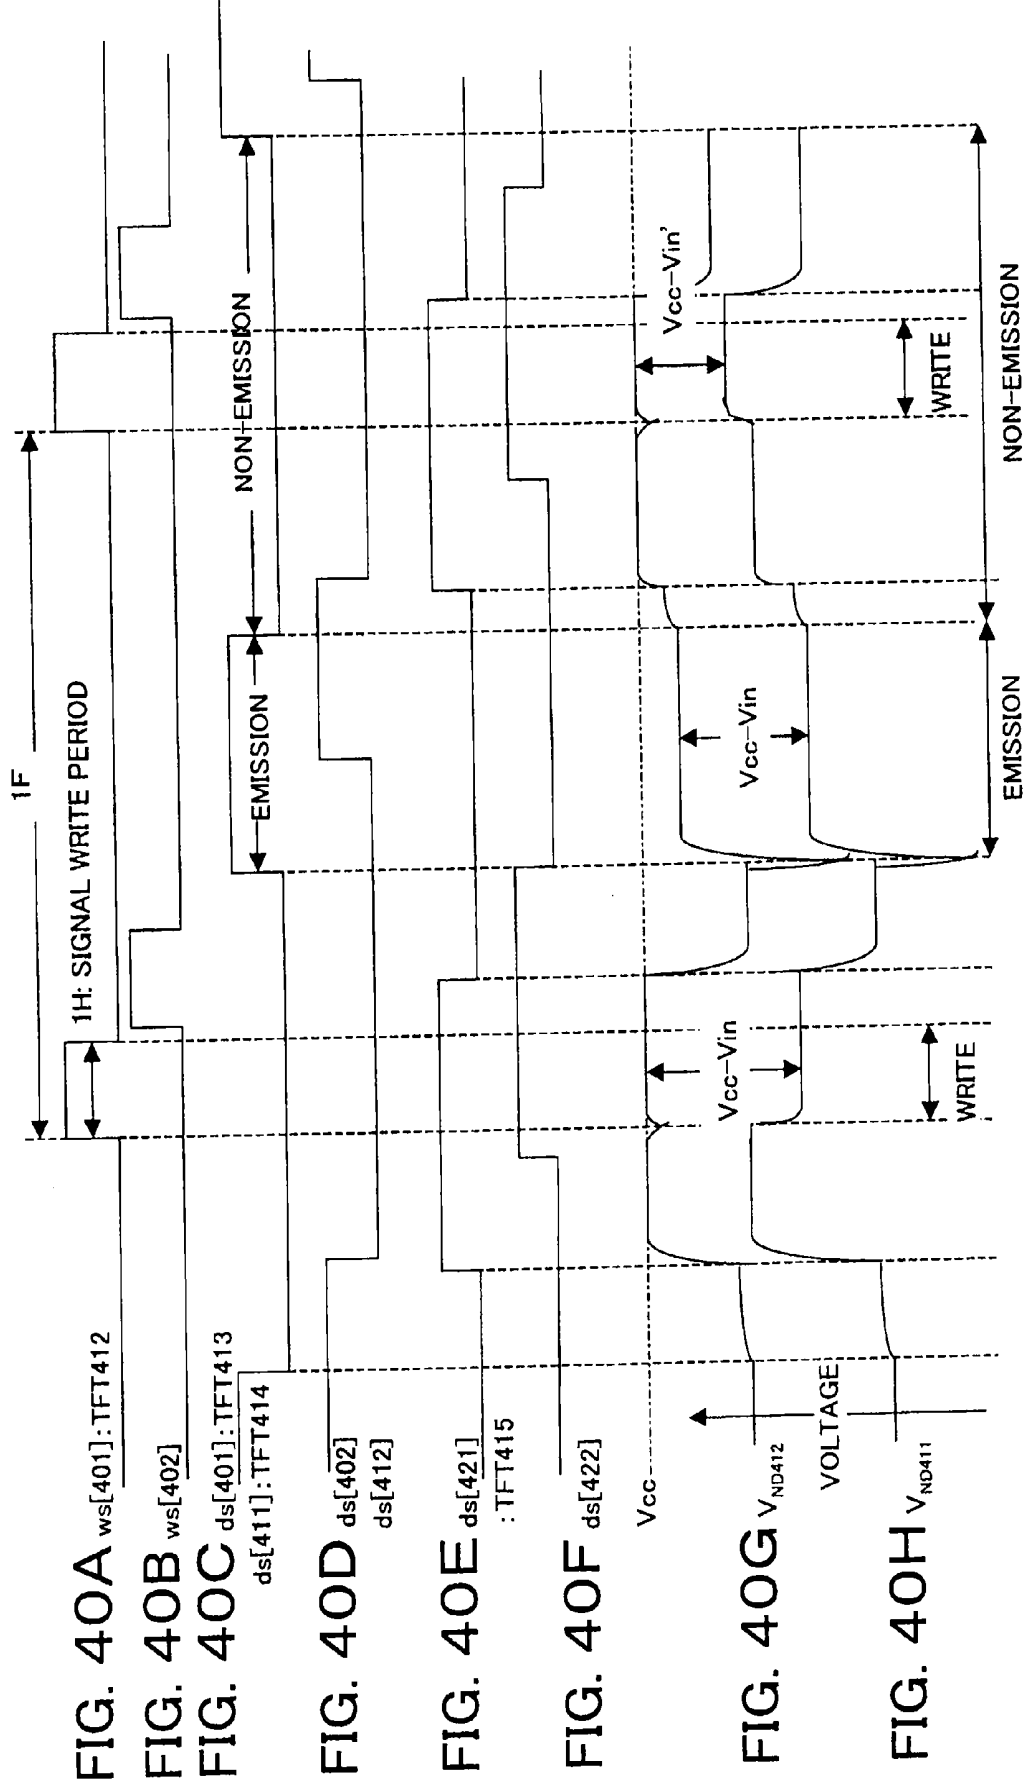 1F
1H: SIGNAL WRITE PERIOD
FIG. 40A ws[401]:TFT412
FIG. 40B ws[402]
FIG. 40C ds[401]:TFT413
ds[411]:TFT414
EMISSION
NON-EMISSION
FIG. 40D ds[402]
ds[412]
FIG. 40E ds[421]
:TFT415
FIG. 40F ds[422]
Vcc
FIG. 40G VND412
VOLTAGE
FIG. 40H VND411
Vcc-Vin
Vcc-Vin
Vcc-Vin'
WRITE
WRITE
EMISSION
NON-EMISSION